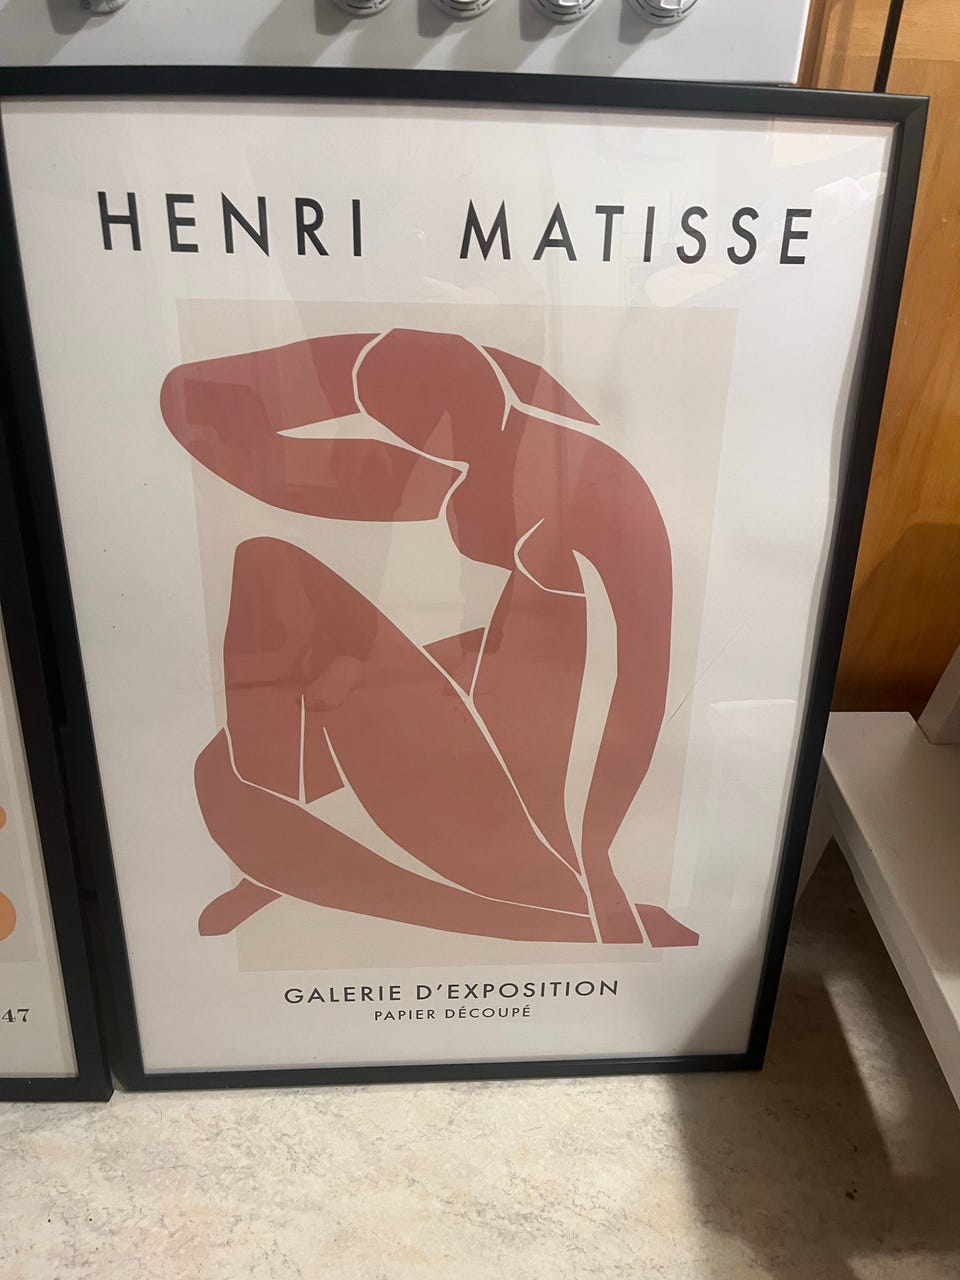 HENRI MATISSE
GALERIE D'EXPOSITION
PAPIER DÉCOUPÉ
47